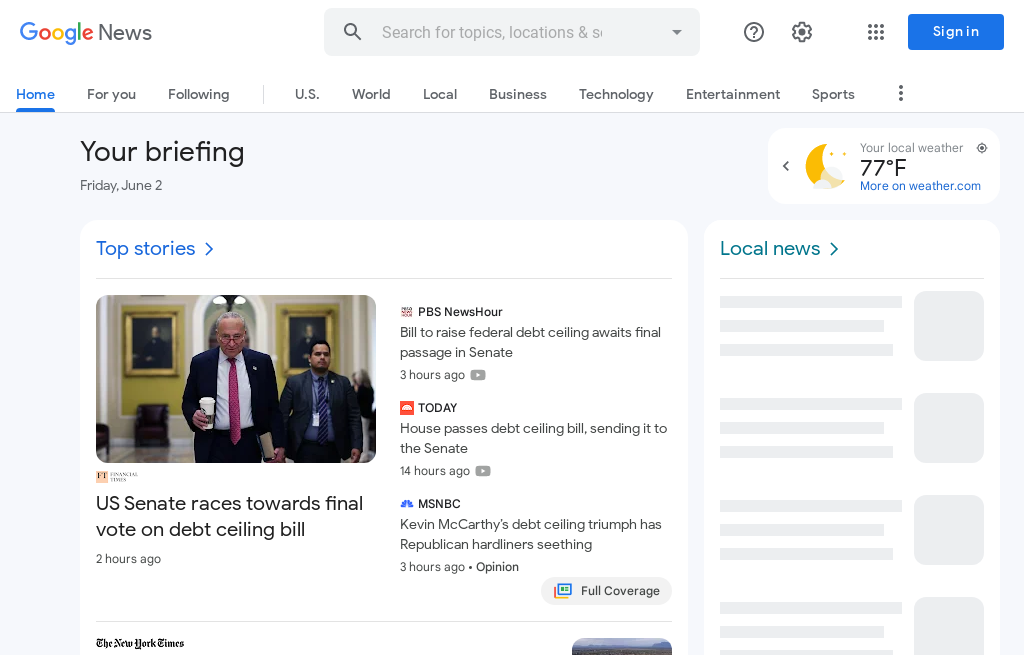 Google News
Search for topics, locations & so
Sign in
Home
For you
Following
U.S.
World
Local
Business
Technology
Entertainment
Sports
Your briefing
Friday, June 2
Your local weather
77°F
More on weather.com
Top stories
Local news
FT FINANCIAL TIMES
US Senate races towards final
vote on debt ceiling bill
2 hours ago
PBS NewsHour
Bill to raise federal debt ceiling awaits final
passage in Senate
3 hours ago
TODAY
House passes debt ceiling bill, sending it to
the Senate
14 hours ago
MSNBC
Kevin McCarthy's debt ceiling triumph has
Republican hardliners seething
3 hours ago • Opinion
Full Coverage
The New York Times